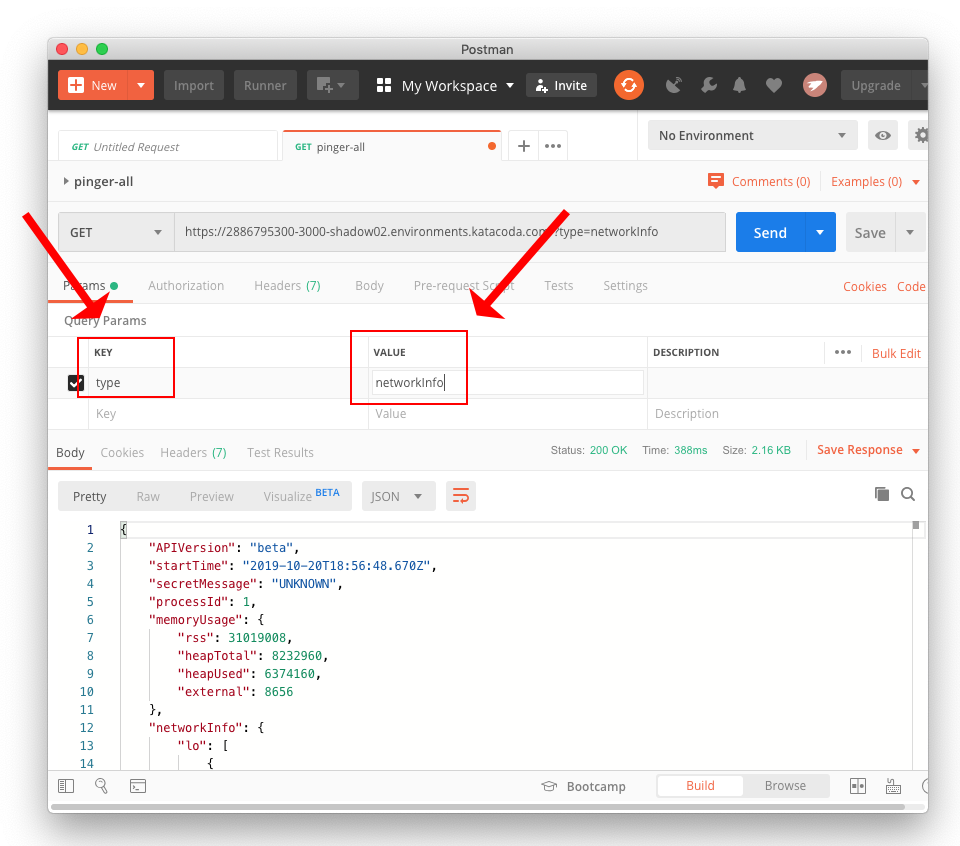 Postman
New Import Runner My Workspace Invite Upgrade
GET Untitled Request GET pinger-all + ••• No Environment
pinger-all Comments (0) Examples (0)
GET https://2886795300-3000-shadow02.environments.katacoda.com/?type=networkInfo Send Save
Params Authorization Headers (7) Body Pre-request Script Tests Settings Cookies Code
Query Params
KEY VALUE DESCRIPTION ••• Bulk Edit
type networkInfo
Key Value Description
Body Cookies Headers (7) Test Results Status: 200 OK Time: 388ms Size: 2.16 KB Save Response
Pretty Raw Preview Visualize BETA JSON
1 {
2 "APIVersion": "beta",
3 "startTime": "2019-10-20T18:56:48.670Z",
4 "secretMessage": "UNKNOWN",
5 "processId": 1,
6 "memoryUsage": {
7 "rss": 31019008,
8 "heapTotal": 8232960,
9 "heapUsed": 6374160,
10 "external": 8656
11 },
12 "networkInfo": {
13 "lo": [
14 {
Bootcamp Build Browse